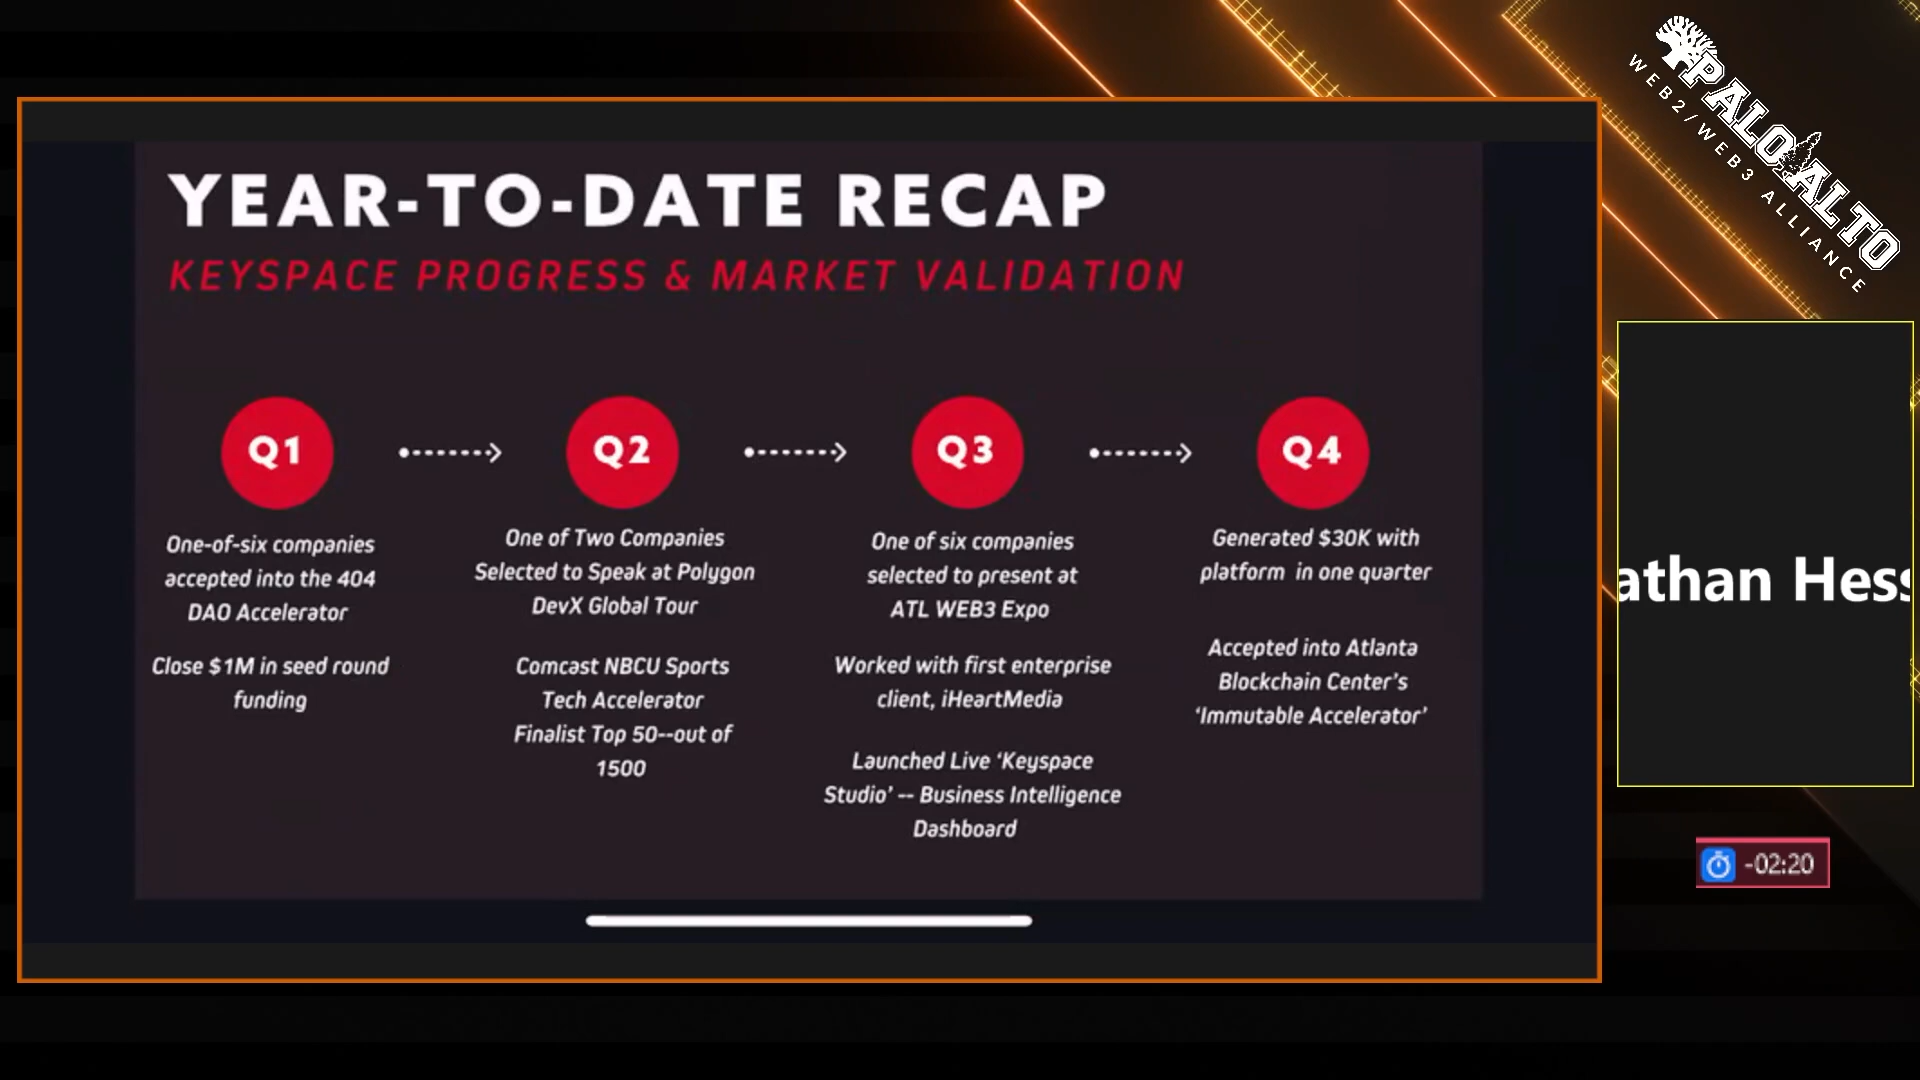 YEAR-TO-DATE RECAP
KEYSPACE PROGRESS & MARKET VALIDATION
Q1
One-of-six companies
accepted into the 404
DAO Accelerator
Close $1M in seed round
funding
Q2
One of Two Companies
Selected to Speak at Polygon
DevX Global Tour
Comcast NBCU Sports
Tech Accelerator
Finalist Top 50--out of
1500
Q3
One of six companies
selected to present at
ATL WEB3 Expo
Worked with first enterprise
client, iHeartMedia
Launched Live ‘Keyspace
Studio’ -- Business Intelligence
Dashboard
Q4
Generated $30K with
platform in one quarter
Accepted into Atlanta
Blockchain Center’s
‘Immutable Accelerator’
PALO ALTO
WEB2/WEB3 ALLIANCE
athan Hess
-02:20